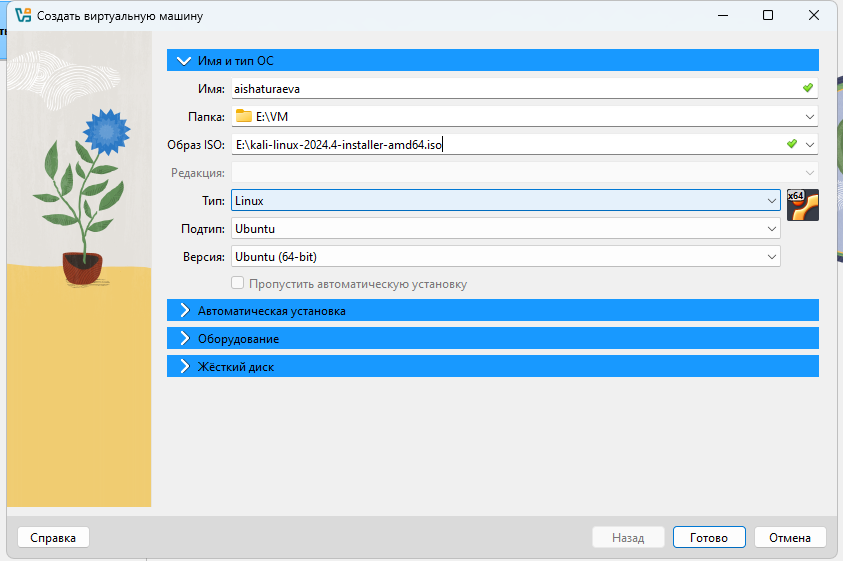 Создать виртуальную машину
Имя и тип ОС
Имя: aishaturaeva
Папка: E:\VM
Образ ISO: E:\kali-linux-2024.4-installer-amd64.iso
Редакция:
Тип: Linux
x64
Подтип: Ubuntu
Версия: Ubuntu (64-bit)
Пропустить автоматическую установку
Автоматическая установка
Оборудование
Жёсткий диск
Справка Назад Готово Отмена